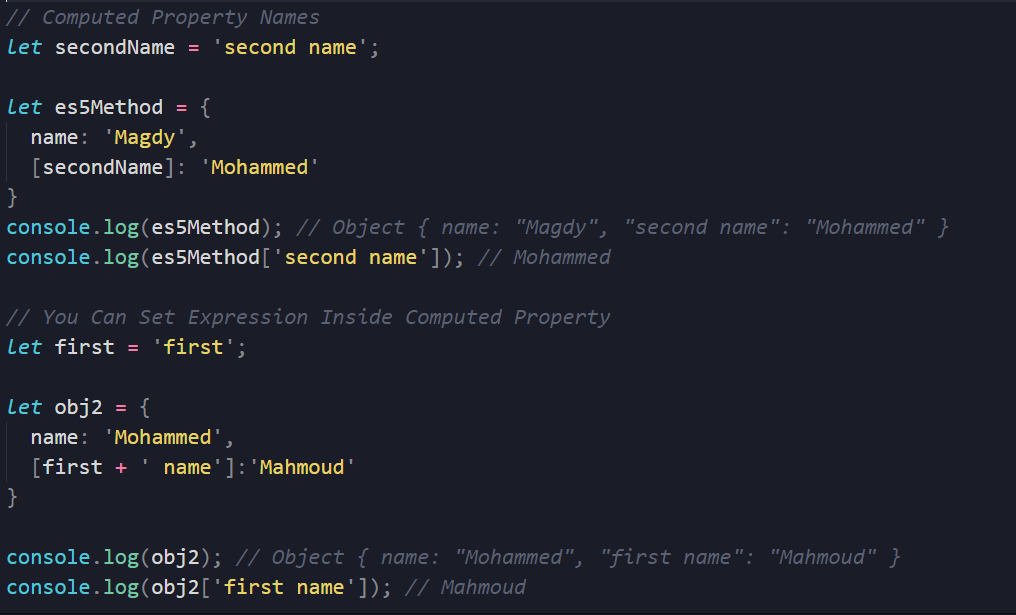 // Computed Property Names
let secondName = 'second name';
let es5Method = {
name: 'Magdy',
[secondName]: 'Mohammed'
}
console.log(es5Method); // Object { name: "Magdy", "second name": "Mohammed" }
console.log(es5Method['second name']); // Mohammed
// You Can Set Expression Inside Computed Property
let first = 'first';
let obj2 = {
name: 'Mohammed',
[first + ' name']:'Mahmoud'
}
console.log(obj2); // Object { name: "Mohammed", "first name": "Mahmoud" }
console.log(obj2['first name']); // Mahmoud